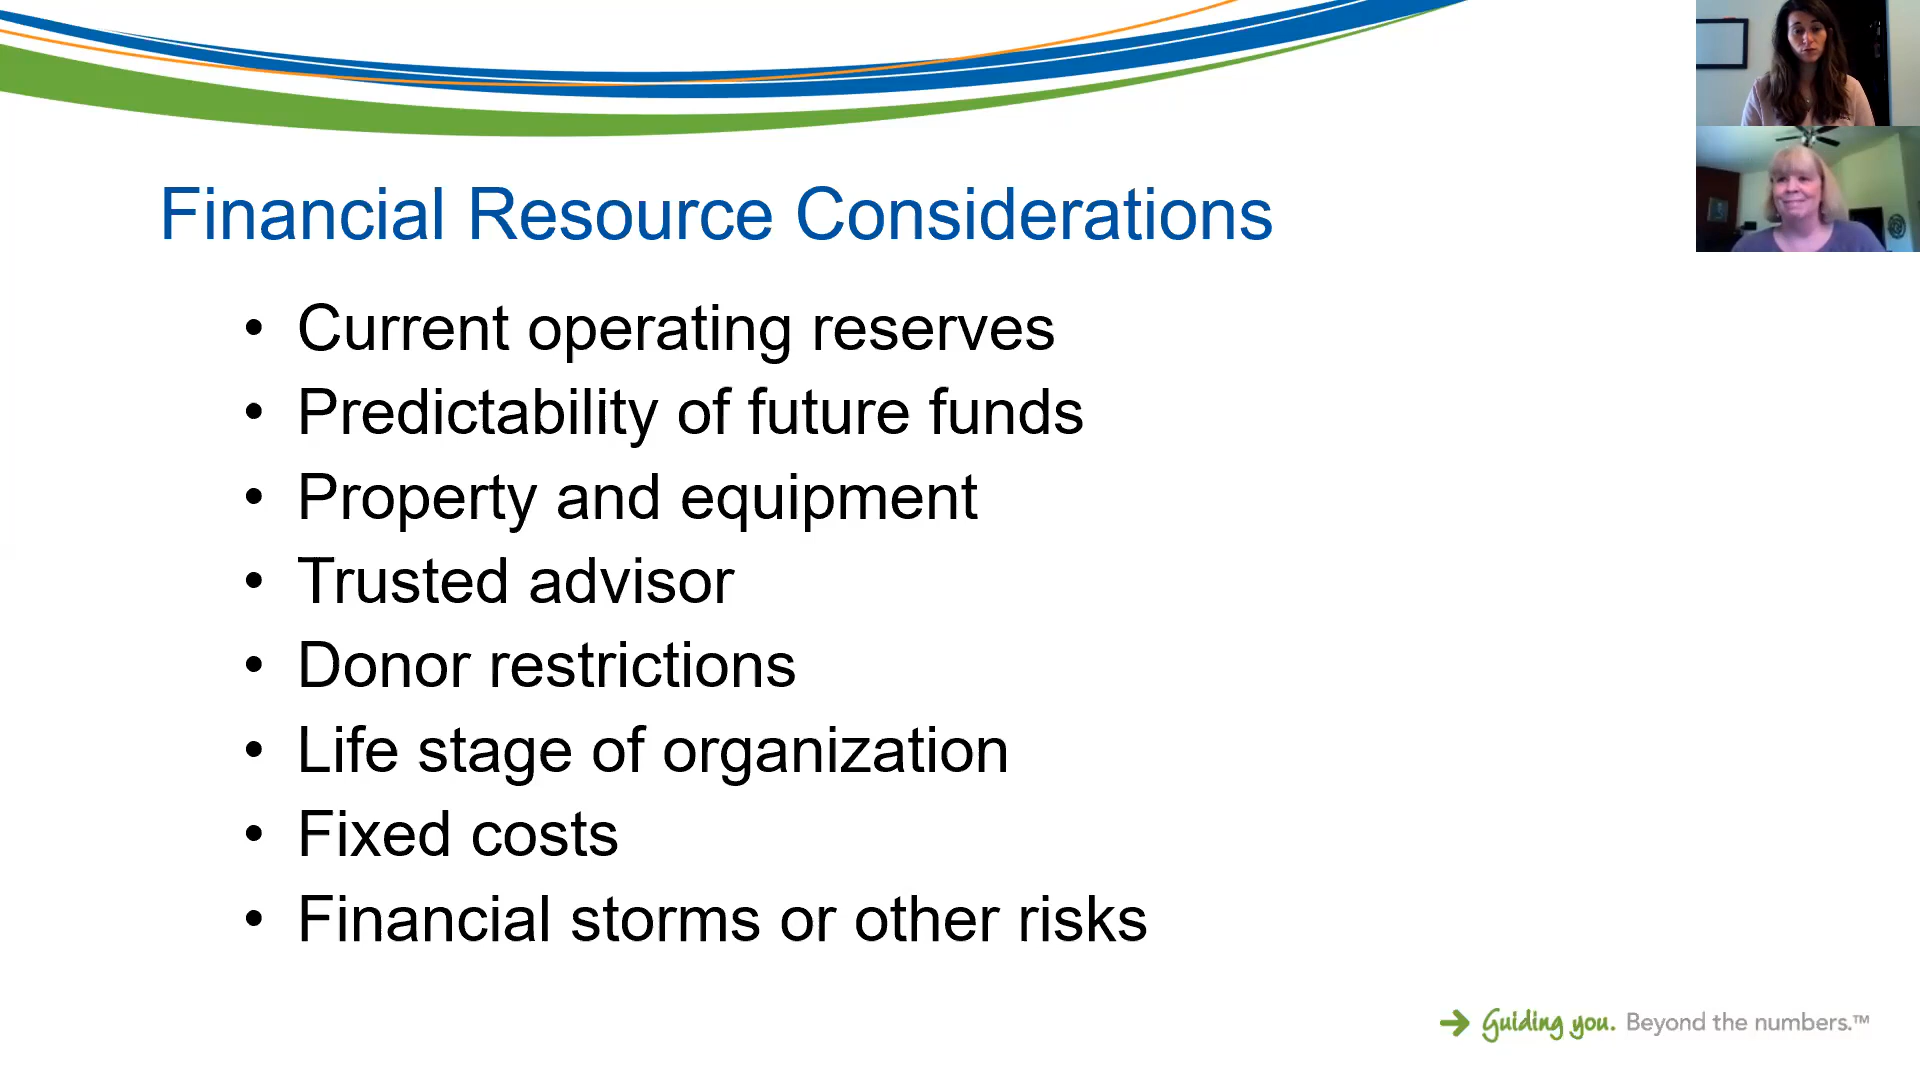 Financial Resource Considerations
• Current operating reserves
• Predictability of future funds
• Property and equipment
• Trusted advisor
• Donor restrictions
• Life stage of organization
• Fixed costs
• Financial storms or other risks
Guiding you. Beyond the numbers.™